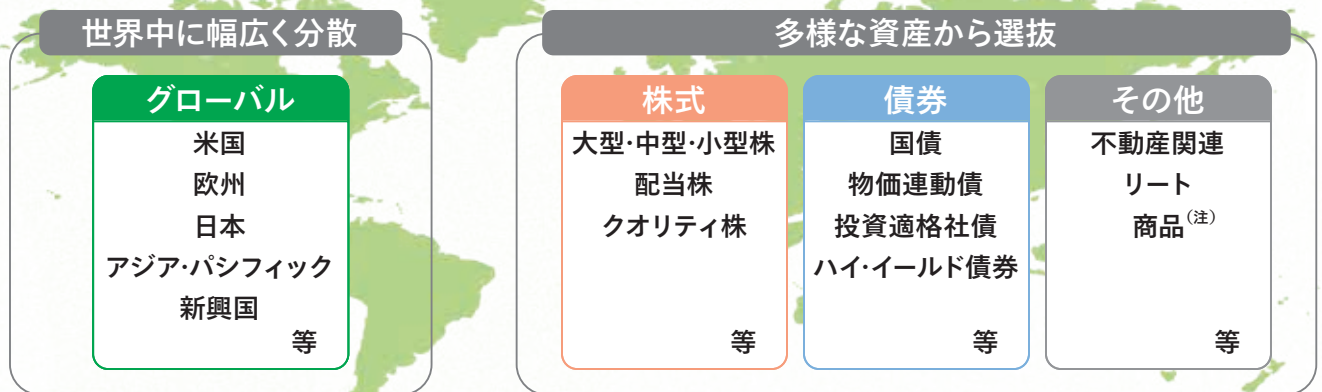 世界中に幅広く分散
グローバル
米国
欧州
日本
アジア・パシフィック
新興国
等
多様な資産から選抜
株式
大型・中型・小型株
配当株
クオリティ株
等
債券
国債
物価連動債
投資適格社債
ハイ・イールド債券
等
その他
不動産関連
リート
商品(注)
等